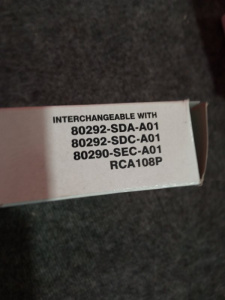 INTERCHANGEABLE WITH
80292-SDA-A01
80292-SDC-A01
80290-SEC-A01
RCA108P